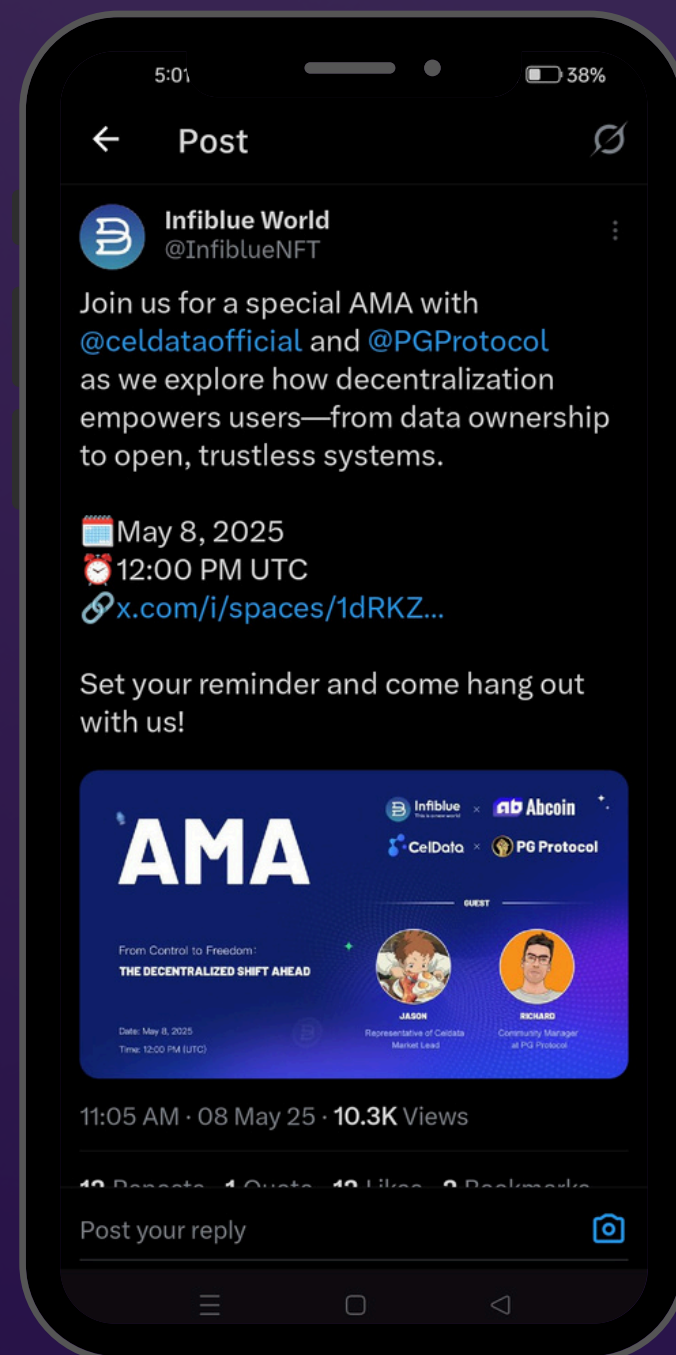 5:01
38%
Post
Infiblue World
@InfiblueNFT
Join us for a special AMA with
@celdataofficial and @PGProtocol
as we explore how decentralization
empowers users—from data ownership
to open, trustless systems.
🗓️May 8, 2025
⏰12:00 PM UTC
🔗x.com/i/spaces/1dRKZ...
Set your reminder and come hang out
with us!
Infiblue × Abcoin
CelData × PG Protocol
AMA
GUEST
From Control to Freedom:
THE DECENTRALIZED SHIFT AHEAD
JASON
Representative of Celdata
Market Lead
RICHARD
Community Manager
at PG Protocol
Date: May 8, 2025
Time: 12:00 PM (UTC)
11:05 AM · 08 May 25 · 10.3K Views
Post your reply